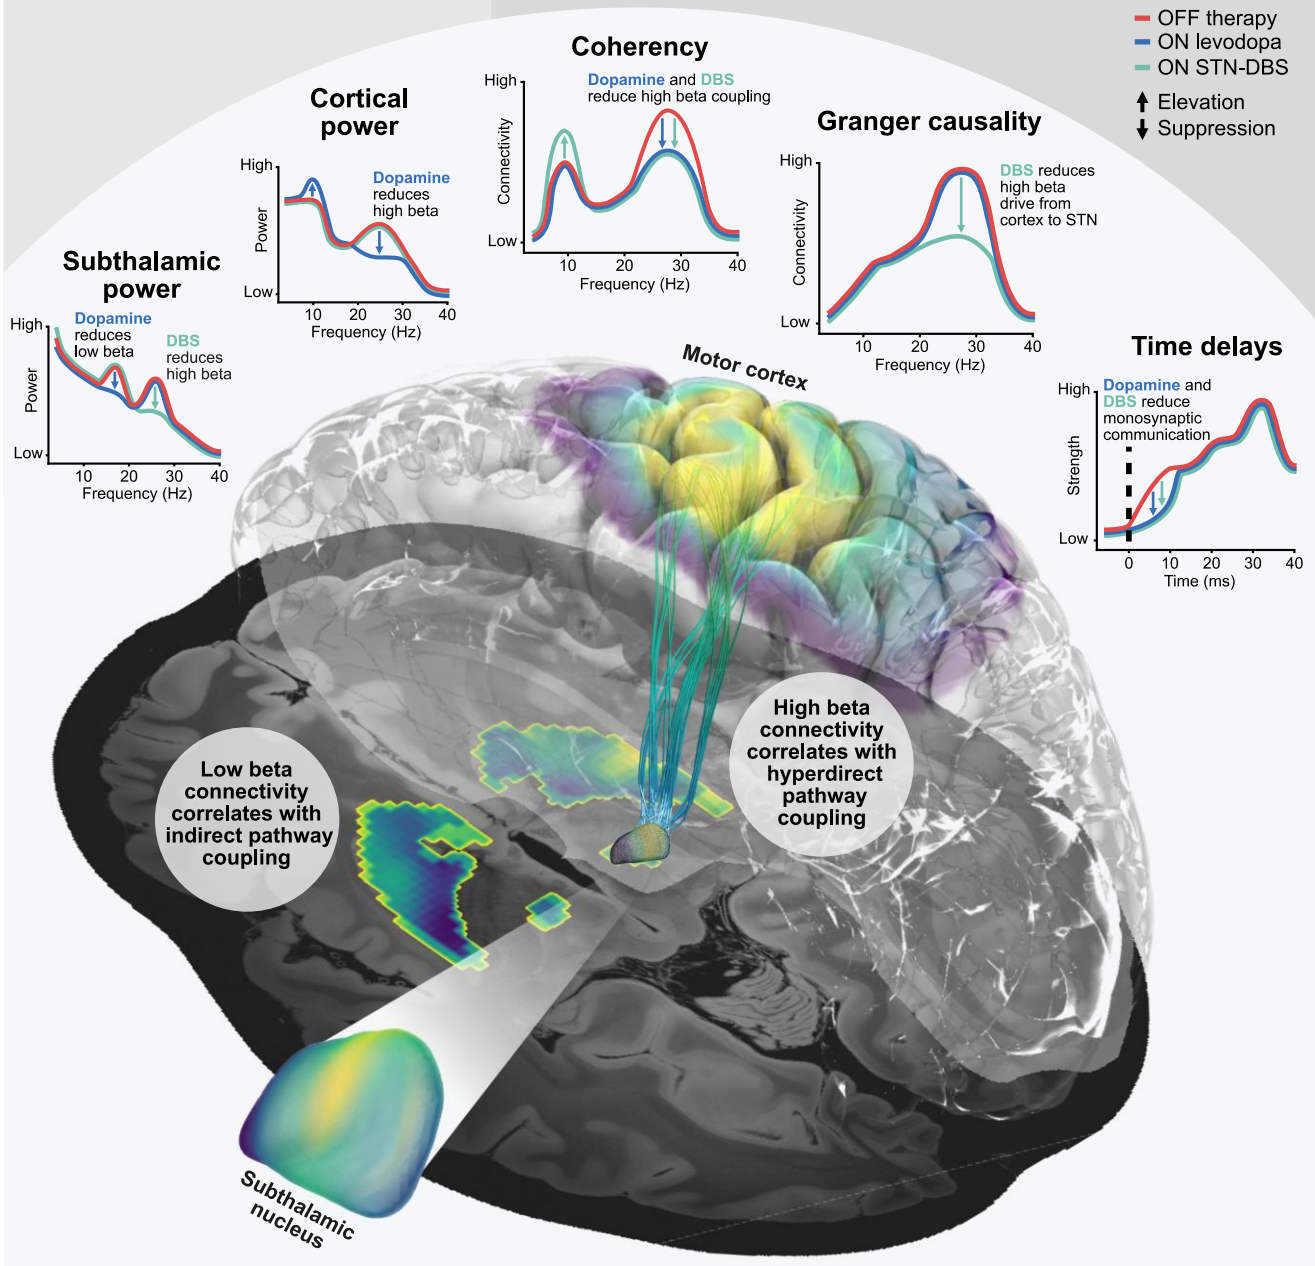 OFF therapy
ON levodopa
ON STN-DBS
Elevation
Suppression
Coherency
High
Dopamine and DBS
reduce high beta coupling
Connectivity
Low
10 20 30 40
Frequency (Hz)
Cortical
power
High
Dopamine
reduces
high beta
Power
Low
10 20 30 40
Frequency (Hz)
Granger causality
High
DBS reduces
high beta
drive from
cortex to STN
Connectivity
Low
10 20 30 40
Frequency (Hz)
Subthalamic
power
High
Dopamine
reduces
low beta
DBS
reduces
high beta
Power
Low
10 20 30 40
Frequency (Hz)
Time delays
High
Dopamine and
DBS reduce
monosynaptic
communication
Strength
Low
0 10 20 30 40
Time (ms)
Motor cortex
High beta
connectivity
correlates with
hyperdirect
pathway
coupling
Low beta
connectivity
correlates with
indirect pathway
coupling
Subthalamic
nucleus